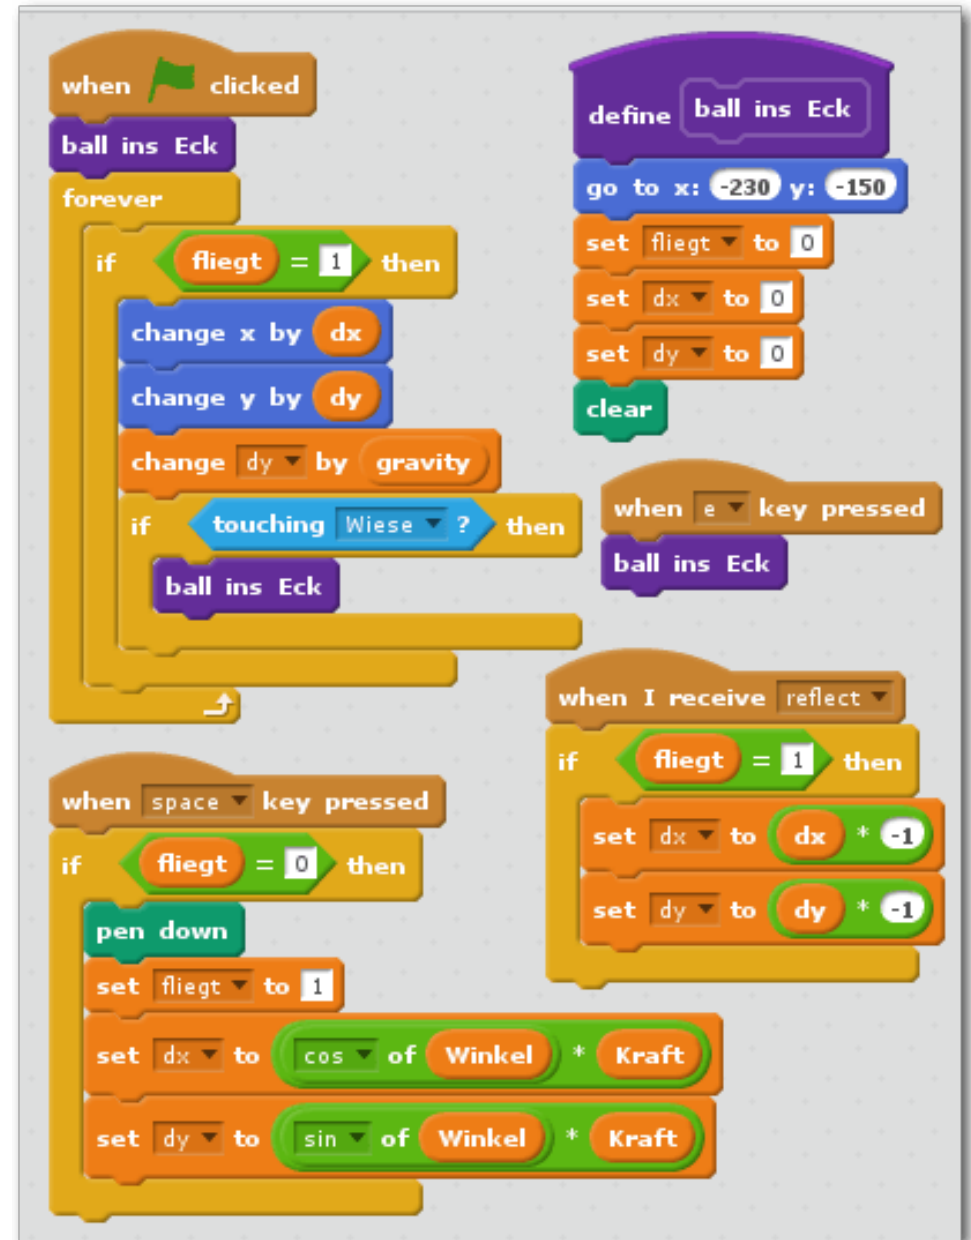 when clicked
ball ins Eck
forever
if fliegt = 1 then
change x by dx
change y by dy
change dy by gravity
if touching Wiese ? then
ball ins Eck
when space key pressed
if fliegt = 0 then
pen down
set fliegt to 1
set dx to cos of Winkel * Kraft
set dy to sin of Winkel * Kraft
define ball ins Eck
go to x: -230 y: -150
set fliegt to 0
set dx to 0
set dy to 0
clear
when e key pressed
ball ins Eck
when I receive reflect
if fliegt = 1 then
set dx to dx * -1
set dy to dy * -1